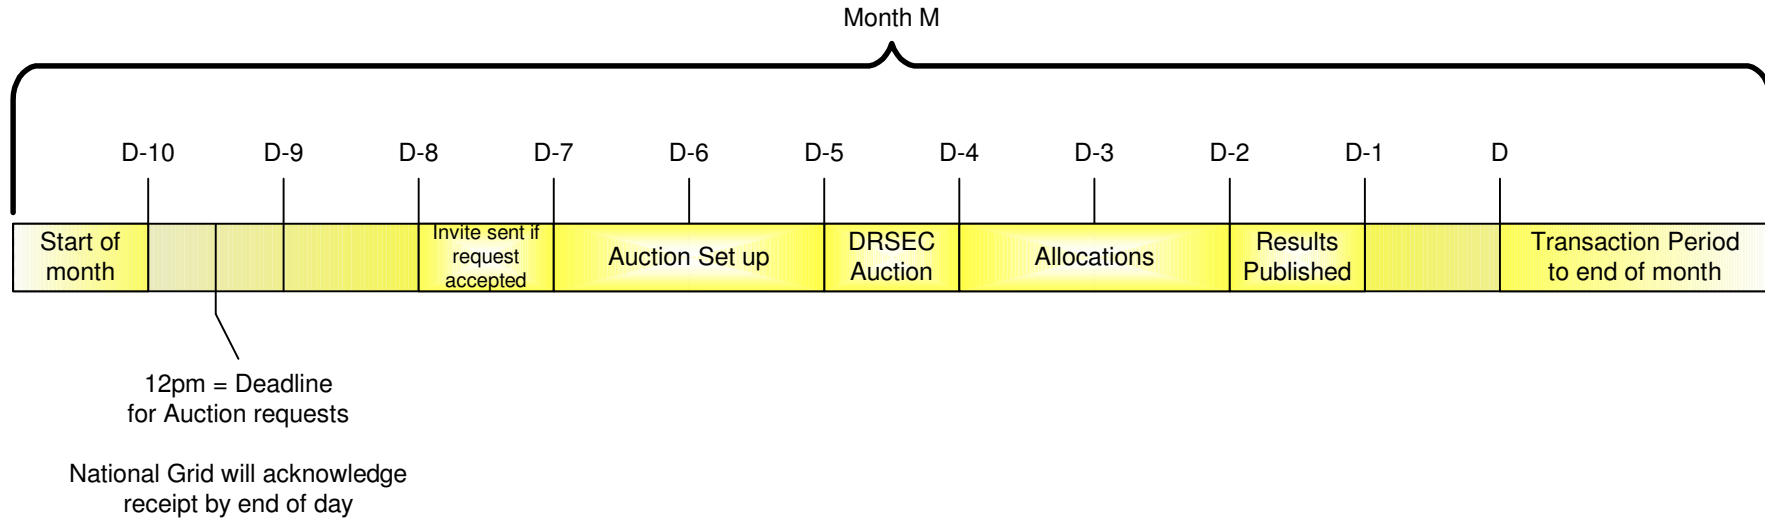 Month M
D-10 D-9 D-8 D-7 D-6 D-5 D-4 D-3 D-2 D-1 D
Start of
month
Invite sent if
request
accepted
Auction Set up
DRSEC
Auction
Allocations
Results
Published
Transaction Period
to end of month
12pm = Deadline
for Auction requests
National Grid will acknowledge
receipt by end of day